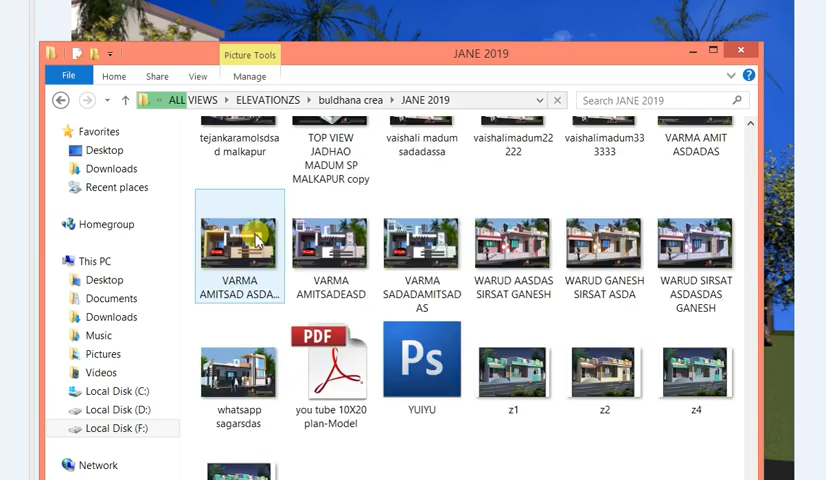 Picture Tools
JANE 2019
File
Home
Share
View
Manage
« ALL VIEWS ▸ ELEVATIONZS ▸ buldhana crea ▸ JANE 2019
Search JANE 2019
Favorites
Desktop
Downloads
Recent places
Homegroup
This PC
Desktop
Documents
Downloads
Music
Pictures
Videos
Local Disk (C:)
Local Disk (D:)
Local Disk (F:)
Network
tejankaramolsdsa
d malkapur
TOP VIEW
JADHAO
MADUM SP
MALKAPUR copy
vaishali madum
sadadassa
vaishalimadum22
2222
vaishalimadum33
3333
VARMA AMIT
ASDADAS
VARMA
AMITSAD ASDA...
VARMA
AMITSADEASD
VARMA
SADADAMITSAD
AS
WARUD AASDAS
SIRSAT GANESH
WARUD GANESH
SIRSAT ASDA
WARUD SIRSAT
ASDASDAS
GANESH
whatsapp
sagarsdas
PDF
you tube 10X20
plan-Model
Ps
YUIYU
z1
z2
z4